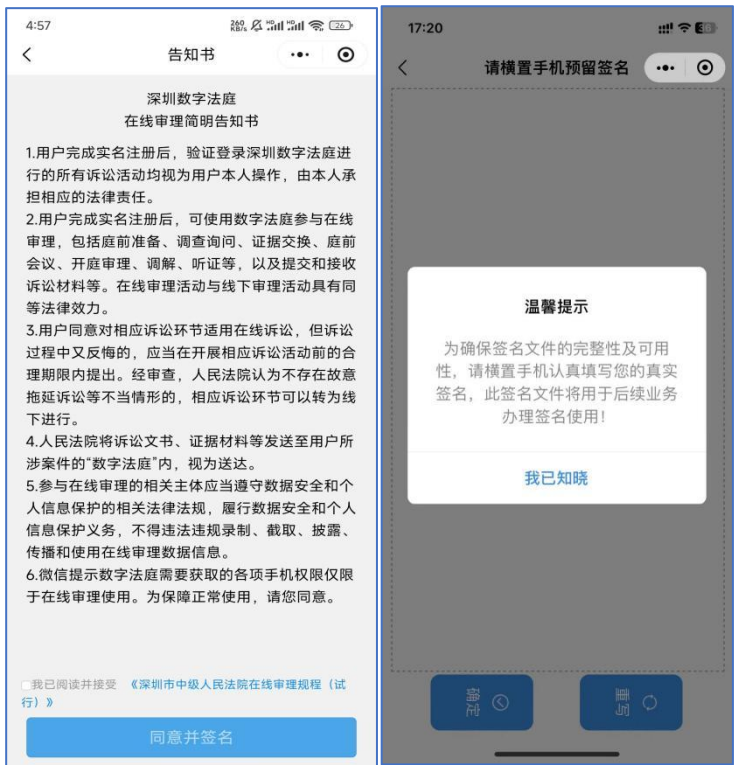 4:57
260 KB/s
HD
HD
26
告知书
深圳数字法庭
在线审理简明告知书
1.用户完成实名注册后，验证登录深圳数字法庭进
行的所有诉讼活动均视为用户本人操作，由本人承
担相应的法律责任。
2.用户完成实名注册后，可使用数字法庭参与在线
审理，包括庭前准备、调查询问、证据交换、庭前
会议、开庭审理、调解、听证等，以及提交和接收
诉讼材料等。在线审理活动与线下审理活动具有同
等法律效力。
3.用户同意对相应诉讼环节适用在线诉讼，但诉讼
过程中又反悔的，应当在开展相应诉讼活动前的合
理期限内提出。经审查，人民法院认为不存在故意
拖延诉讼等不当情形的，相应诉讼环节可以转为线
下进行。
4.人民法院将诉讼文书、证据材料等发送至用户所
涉案件的“数字法庭”内，视为送达。
5.参与在线审理的相关主体应当遵守数据安全和个
人信息保护的相关法律法规，履行数据安全和个人
信息保护义务，不得违法违规录制、截取、披露、
传播和使用在线审理数据信息。
6.微信提示数字法庭需要获取的各项手机权限仅限
于在线审理使用。为保障正常使用，请您同意。
我已阅读并接受 《深圳市中级人民法院在线审理规程（试
行）》
同意并签名
17:20
请横置手机预留签名
温馨提示
为确保签名文件的完整性及可用
性，请横置手机认真填写您的真实
签名，此签名文件将用于后续业务
办理签名使用！
我已知晓
确定
重写